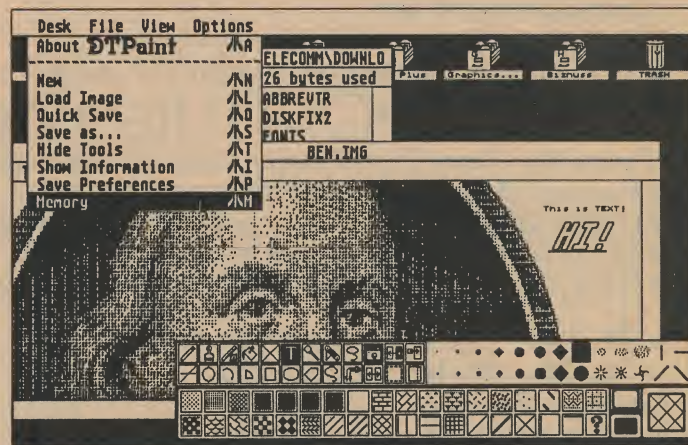 Desk File View Options
About DTPaint A
New N
Load Image L
Quick Save Q
Save as... S
Hide Tools T
Show Information I
Save Preferences P
Memory M
ELECOMM\DOWNLO
26 bytes used
ABBREVTR
DISKFIX2
FONTS
Plus
Graphics...
Biznuss
TRASH
BEN.IMG
This is TEXT!
HI!
T
?